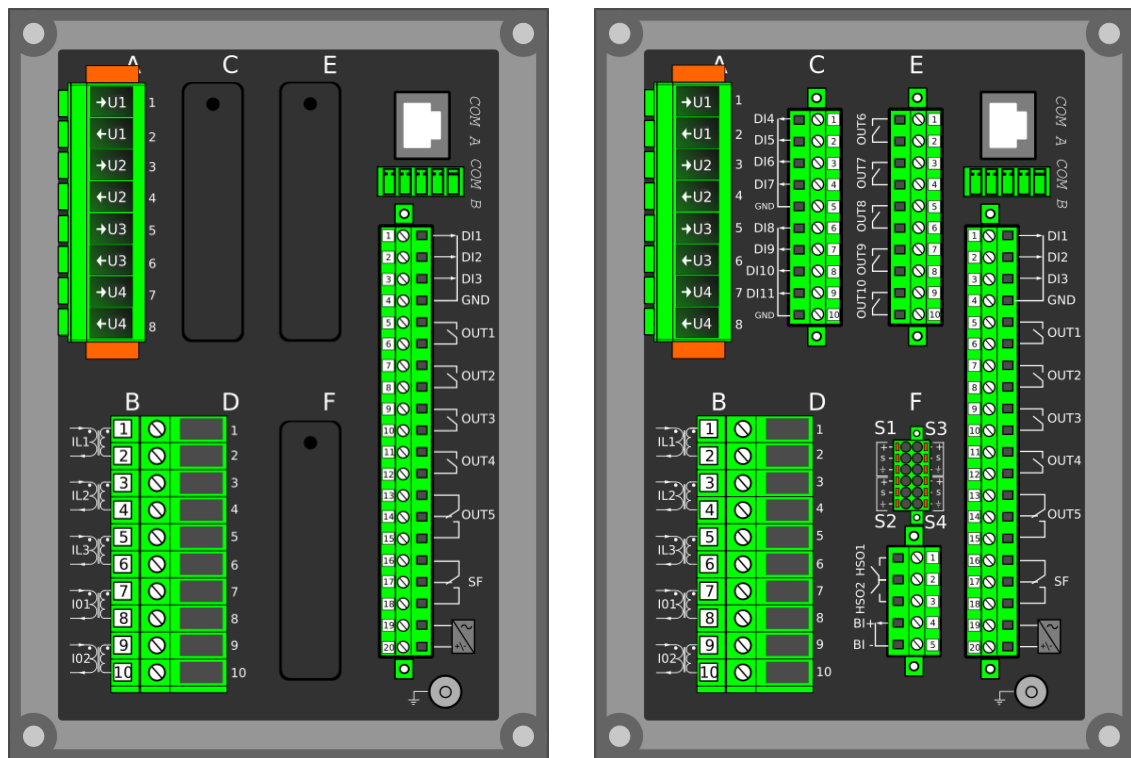 A C E
→U1 1
←U1 2
→U2 3
←U2 4
→U3 5
←U3 6
→U4 7
←U4 8
COM A
COM B
1 DI1
2 DI2
3 DI3
4 GND
5
6 OUT1
7
8 OUT2
9
10 OUT3
11
12 OUT4
13
14 OUT5
15
16
17 SF
18
19 ~
20 +/-
B D F
IL1 1 1
2 2
IL2 3 3
4 4
IL3 5 5
6 6
I01 7 7
8 8
I02 9 9
10 10
A C E
→U1 1
←U1 2
→U2 3
←U2 4
→U3 5
←U3 6
→U4 7
←U4 8
DI4 1
DI5 2
DI6 3
DI7 4
GND 5
DI8 6
DI9 7
DI10 8
DI11 9
GND 10
OUT6 1
2
OUT7 3
4
OUT8 5
6
OUT9 7
8
OUT10 9
10
COM A
COM B
1 DI1
2 DI2
3 DI3
4 GND
5
6 OUT1
7
8 OUT2
9
10 OUT3
11
12 OUT4
13
14 OUT5
15
16
17 SF
18
19 ~
20 +/-
B D F
IL1 1 1
2 2
IL2 3 3
4 4
IL3 5 5
6 6
I01 7 7
8 8
I02 9 9
10 10
S1 S3
+ +
S S
+ +
S S
S2 S4
HSO1 1
2
HSO2 3
BI+ 4
BI - 5